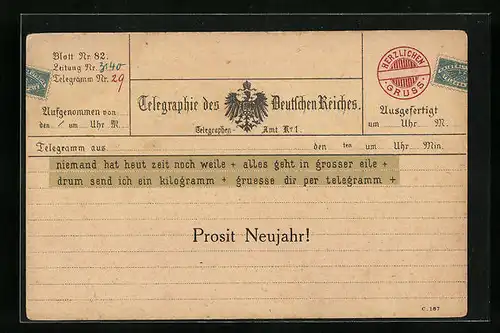 Blatt Nr. 82.
Leitung Nr. 3140
Telegramm Nr. 29
Aufgenommen von
den / um Uhr M.
Telegraphie des Deutschen Reiches.
Telegraphen- Amt Nr. 1.
HERZLICHEN
GRUSS.
Ausgefertigt
um Uhr M.
Telegramm aus den ten um Uhr Min.
niemand hat heut zeit noch weile + alles geht in grosser eile +
drum send ich ein kilogramm + gruesse dir per telegramm +
Prosit Neujahr!
C. 187